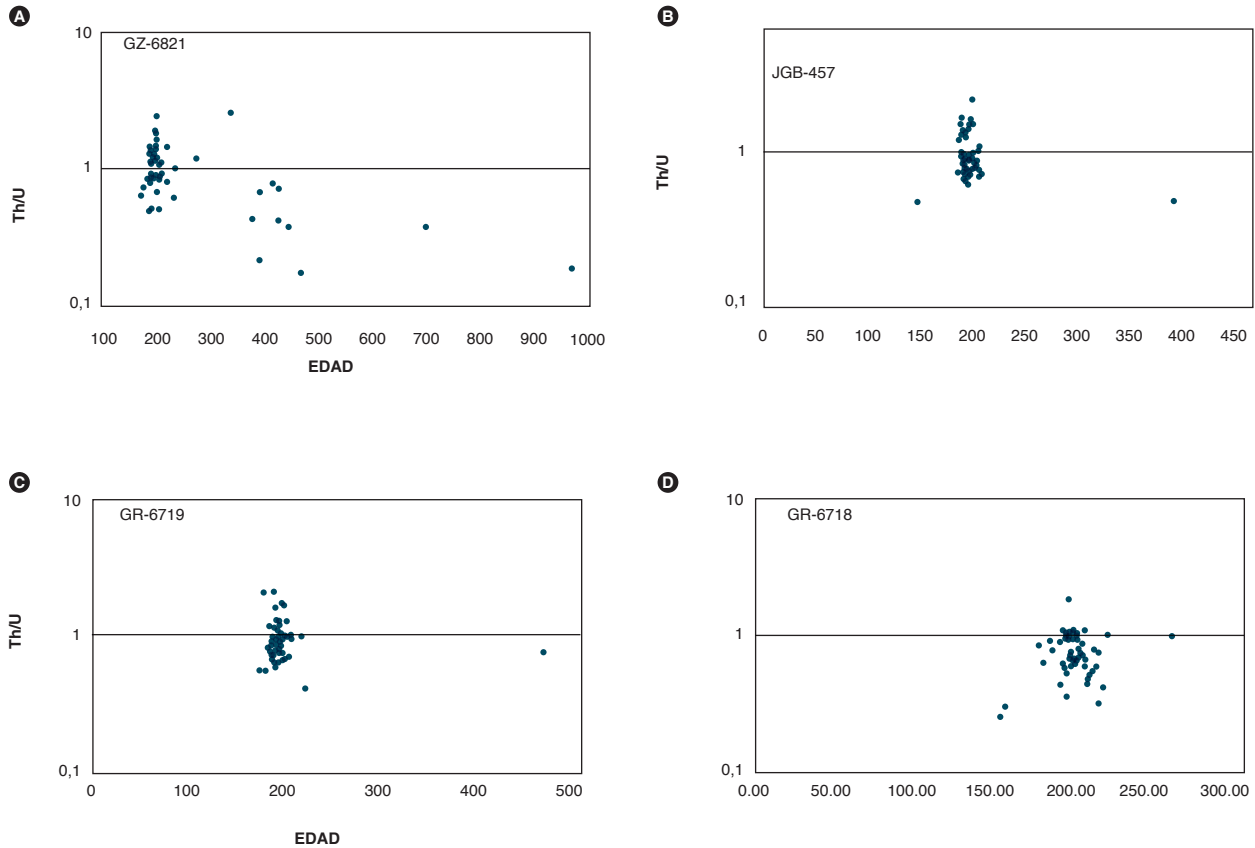 A
10
GZ-6821
1
Th/U
0,1
100 200 300 400 500 600 700 800 900 1000
EDAD
B
JGB-457
1
Th/U
0,1
0 50 100 150 200 250 300 350 400 450
C
10
GR-6719
1
Th/U
0,1
0 100 200 300 400 500
EDAD
D
10
GR-6718
1
0,1
0.00 50.00 100.00 150.00 200.00 250.00 300.00